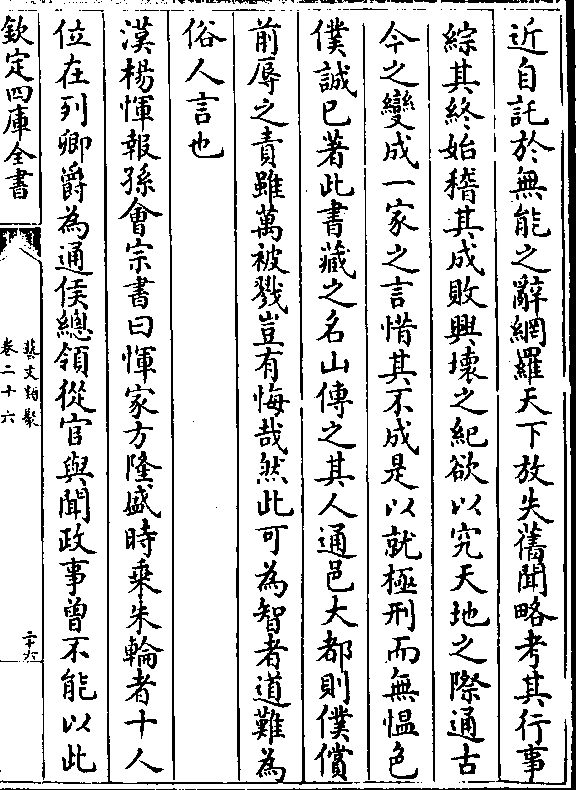 近自託於無能之辭網羅天下放失舊聞略考其行事
綜其終始稽其成敗興壞之紀欲以究天地之際通古
今之變成一家之言惜其不成是以就極刑而無愠色
僕誠已著此書藏之名山傳之其人通邑大都則僕償
前辱之責雖萬被戮豈有悔哉然此可為智者道難為
俗人言也
漢楊惲報孫會宗書曰惲家方隆盛時乗朱輪者十人
位在列卿爵為通侯總領從官與聞政事曽不能以此
欽定四庫全書
藝文類聚
卷二十六
二十六